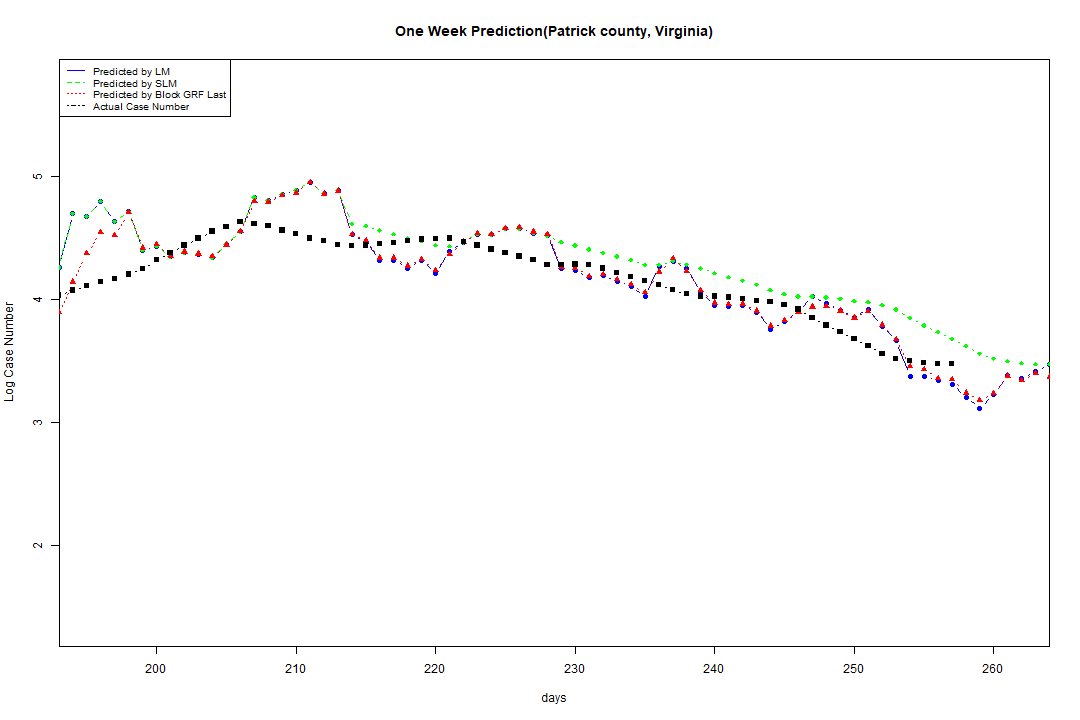 One Week Prediction(Patrick county, Virginia)
Predicted by LM
Predicted by SLM
Predicted by Block GRF Last
Actual Case Number
5
4
3
2
Log Case Number
200 210 220 230 240 250 260
days